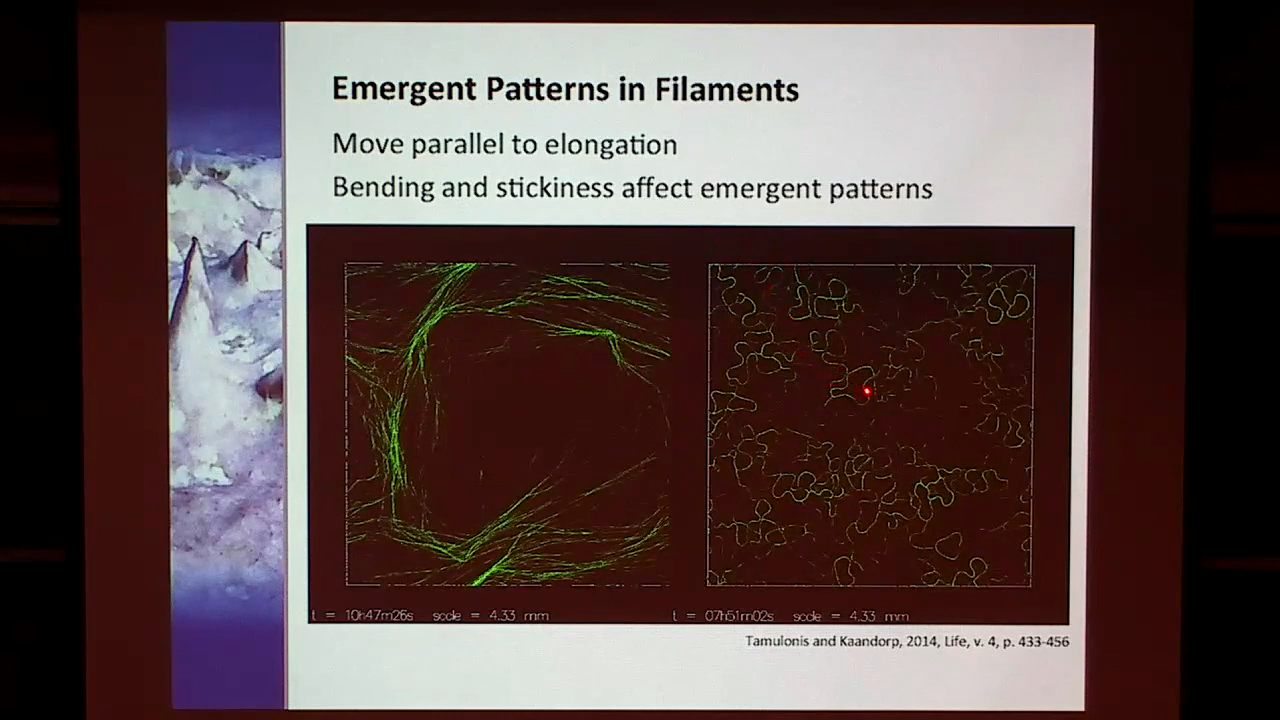 Emergent Patterns in Filaments
Move parallel to elongation
Bending and stickiness affect emergent patterns
t = 10h47m26s scale = 4.33 mm
t = 07h51m02s scale = 4.33 mm
Tamulonis and Kaandorp, 2014, Life, v. 4, p. 433-456